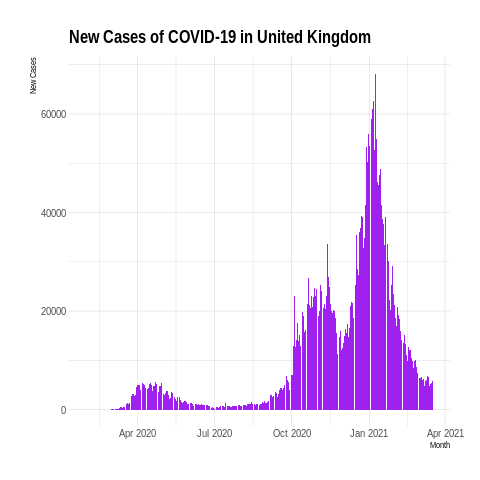 New Cases of COVID-19 in United Kingdom
New Cases
60000
40000
20000
0
Apr 2020 Jul 2020 Oct 2020 Jan 2021 Apr 2021
Month